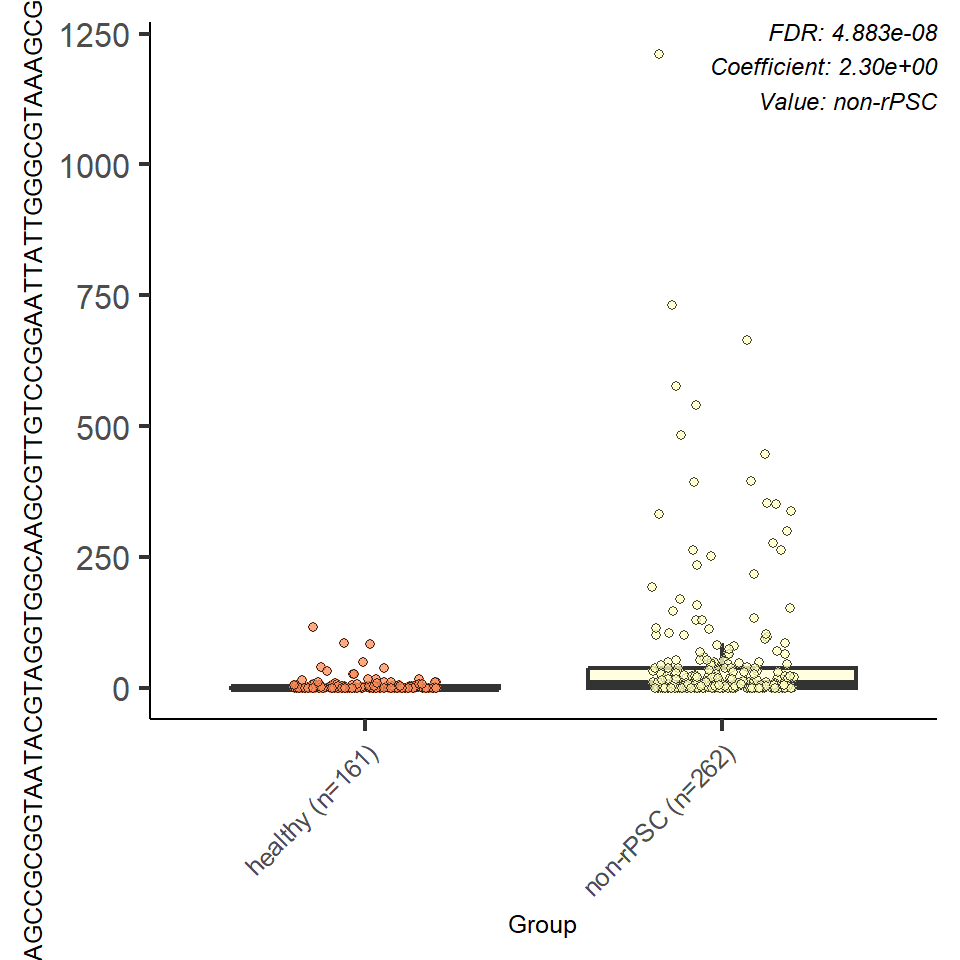 FDR: 4.883e-08
Coefficient: 2.30e+00
Value: non-rPSC
1250
1000
750
500
250
0
AGCCGCGGTAATACGTAGGTGGCAAGCGTTGTCCGGAATTATTGGGCGTAAAGCG
healthy (n=161)
non-rPSC (n=262)
Group